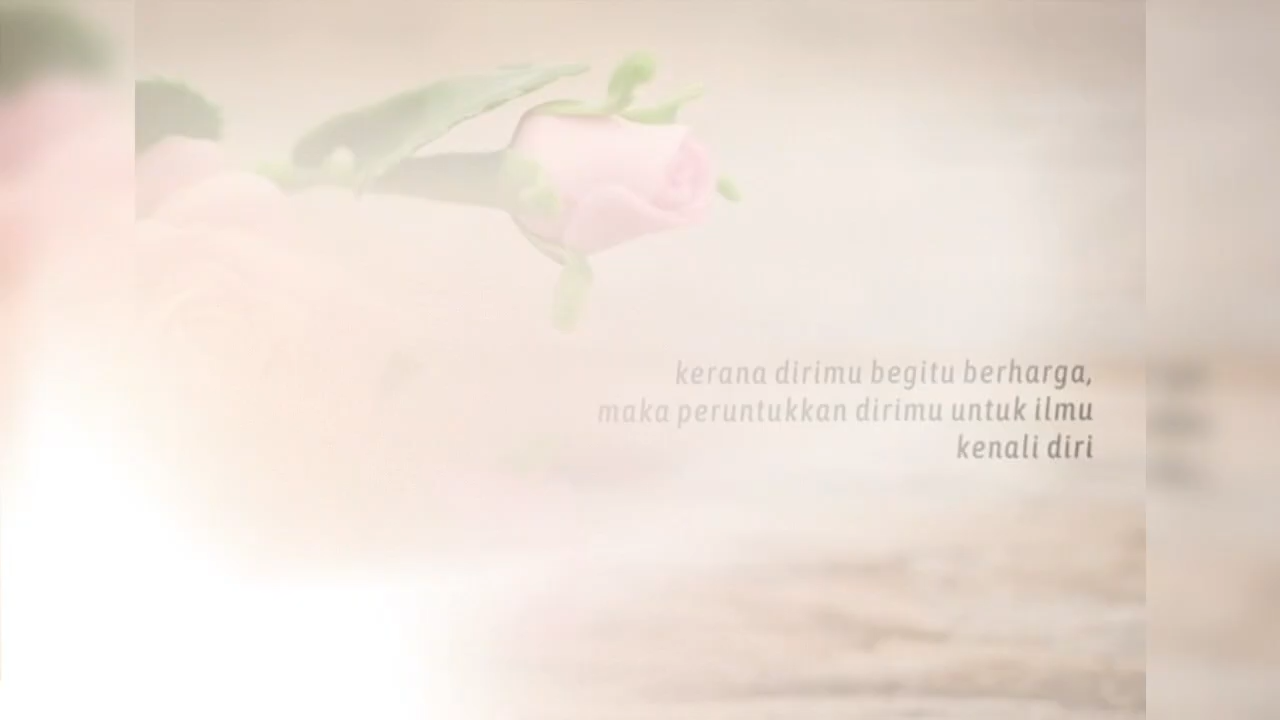 kerana dirimu begitu berharga,
maka peruntukkan dirimu untuk ilmu
kenali diri